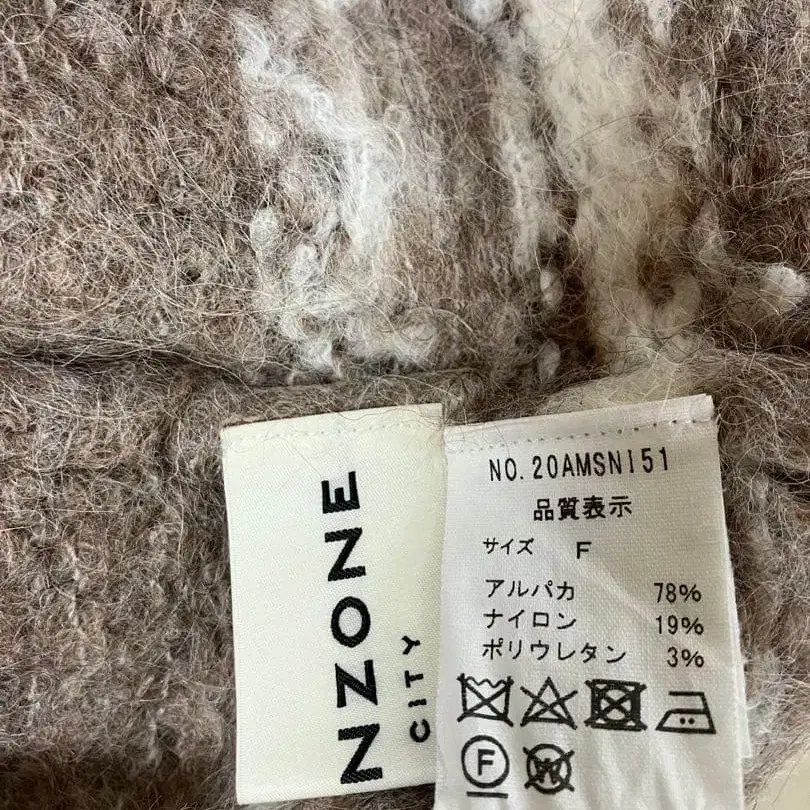 NZONE
CITY
NO. 20AMSNI51
品質表示
サイズ F
アルパカ 78%
ナイロン 19%
ポリウレタン 3%
F
W